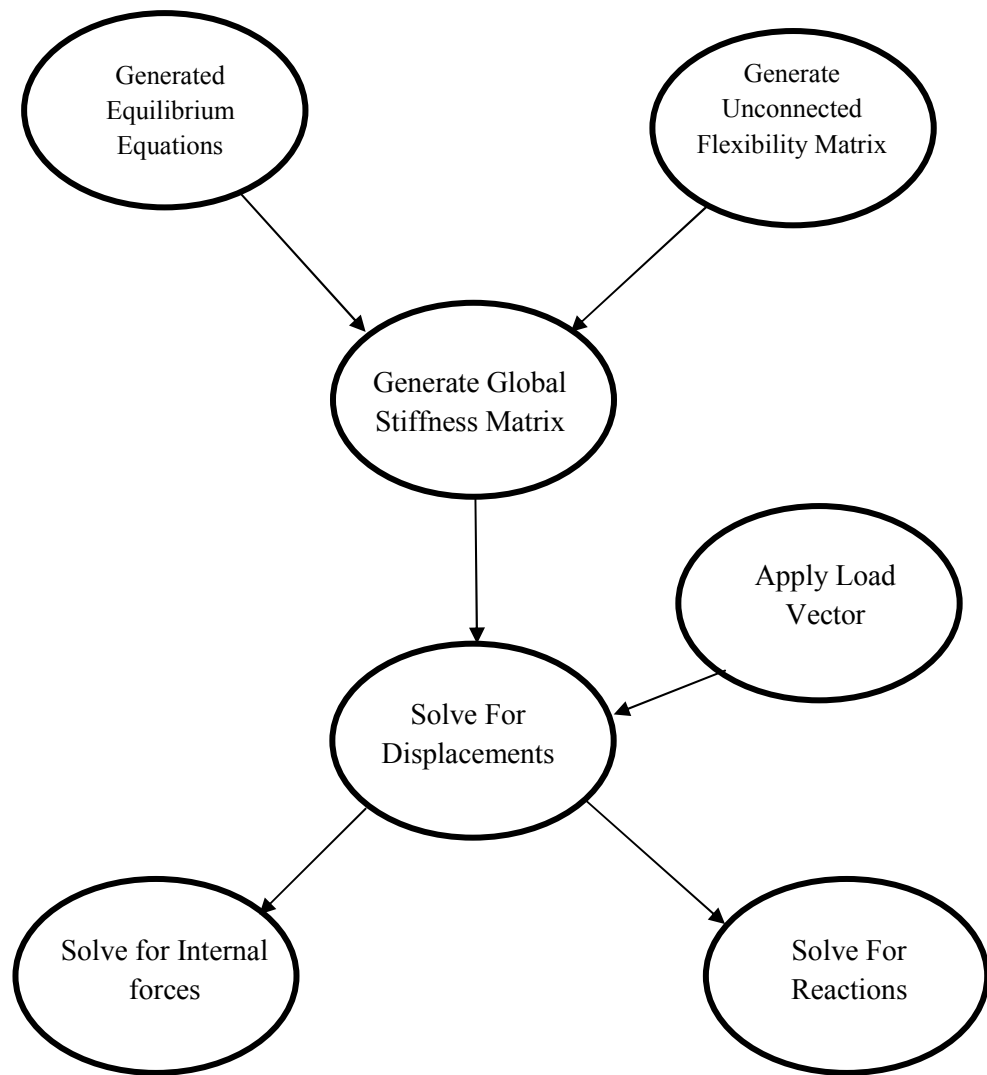 Generated
Equilibrium
Equations
Generate
Unconnected
Flexibility Matrix
Generate Global
Stiffness Matrix
Apply Load
Vector
Solve For
Displacements
Solve for Internal
forces
Solve For
Reactions